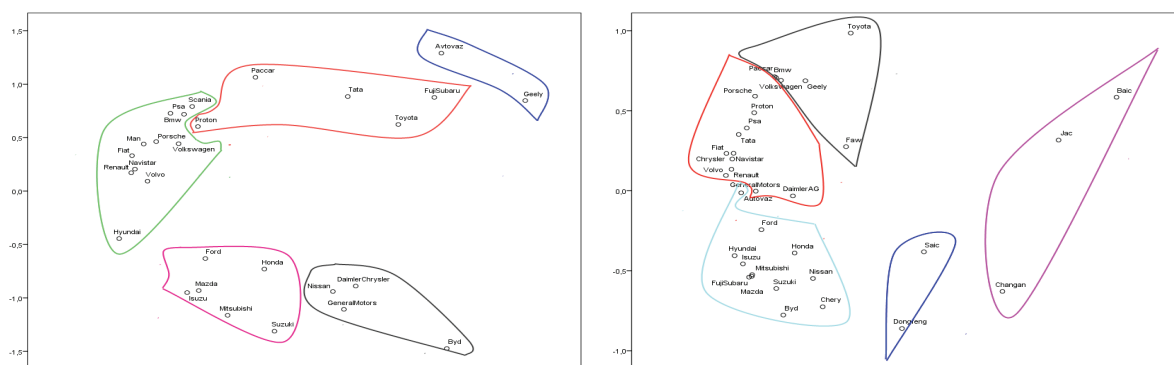 1,5
Avtovaz
Paccar
1,0
Tata
FujiSubaru
Geely
Scania
Psa
Bmw
Proton
Toyota
0,5
Man
Porsche
Volkswagen
Fiat
Navistar
Renault
Volvo
0,0
Hyundai
-0,5
Ford
Honda
Mazda
Isuzu
Mitsubishi
Suzuki
DaimlerChrysler
Nissan
GeneralMotors
-1,0
Byd
-1,5
1,0
Toyota
Paccar
Bmw
Volkswagen
Geely
Porsche
Proton
Baic
0,5
Psa
Tata
Jac
Faw
Fiat
Chrysler
Navistar
Volvo
Renault
0,0
GeneralMotors
DaimlerAG
Avtovaz
Ford
Hyundai
Isuzu
Honda
Saic
-0,5
Mitsubishi
FujiSubaru
Mazda
Suzuki
Nissan
Changan
Chery
Byd
Dongfeng
-1,0